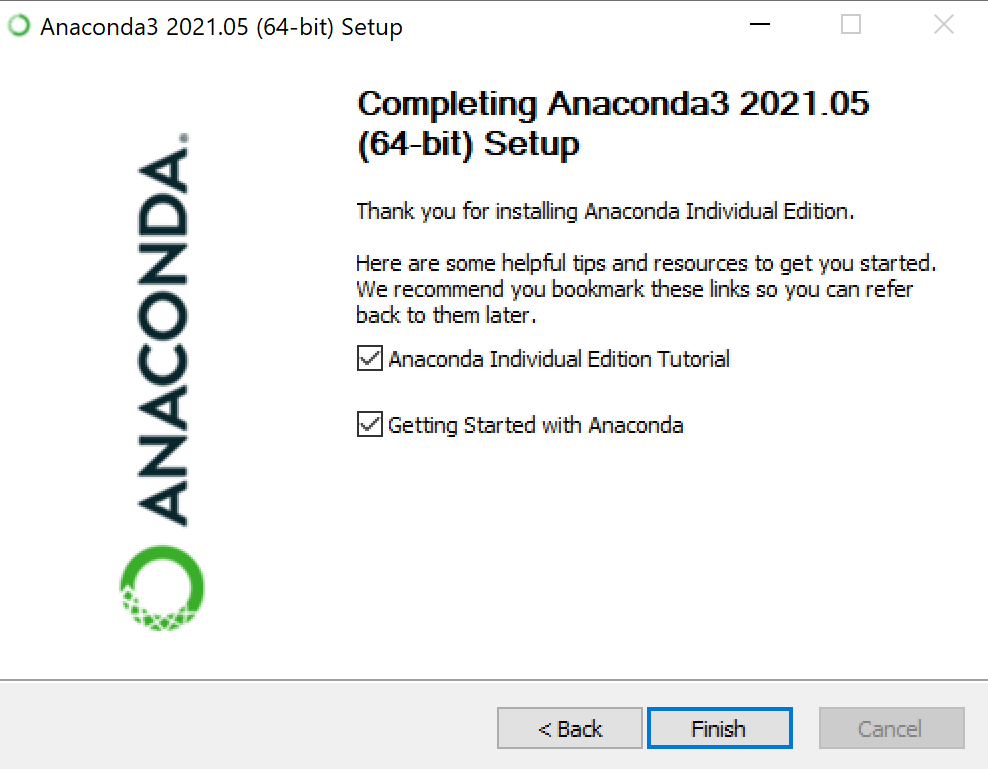 Anaconda3 2021.05 (64-bit) Setup
ANACONDA.
Completing Anaconda3 2021.05
(64-bit) Setup
Thank you for installing Anaconda Individual Edition.
Here are some helpful tips and resources to get you started.
We recommend you bookmark these links so you can refer
back to them later.
Anaconda Individual Edition Tutorial
Getting Started with Anaconda
< Back
Finish
Cancel